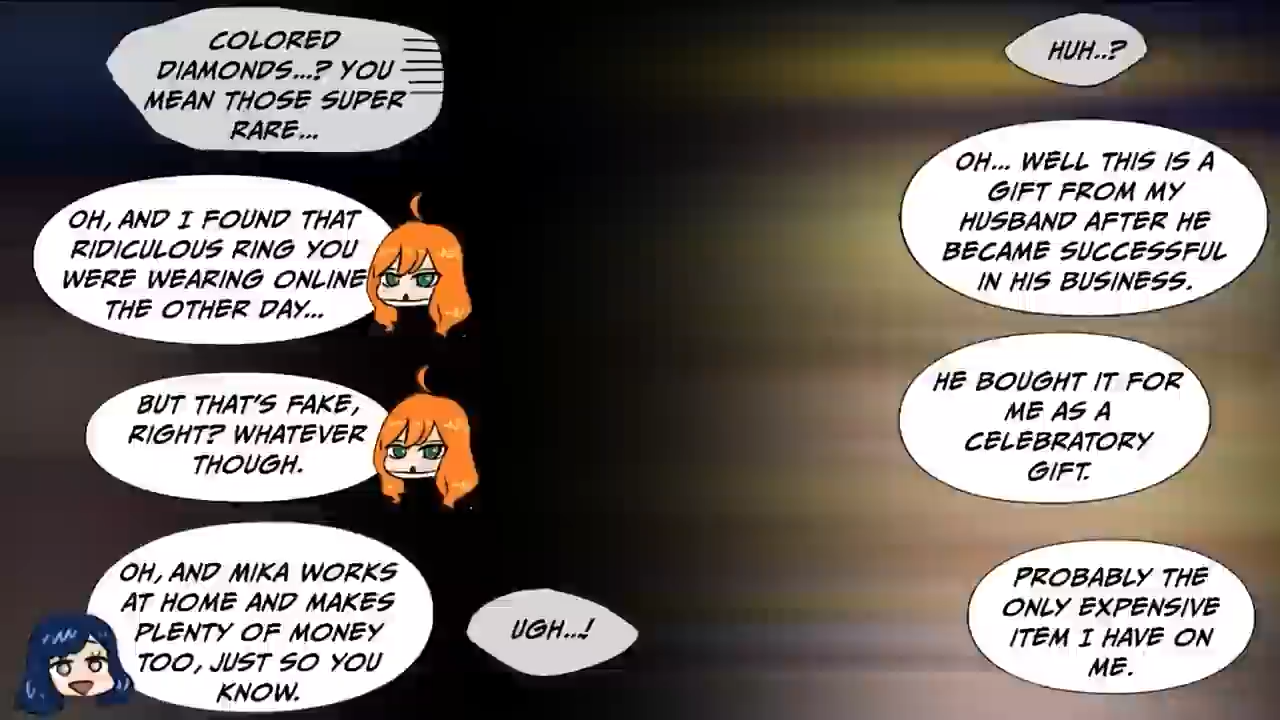 COLORED
DIAMONDS...? YOU
MEAN THOSE SUPER
RARE...
OH, AND I FOUND THAT
RIDICULOUS RING YOU
WERE WEARING ONLINE
THE OTHER DAY...
BUT THAT'S FAKE,
RIGHT? WHATEVER
THOUGH.
OH, AND MIKA WORKS
AT HOME AND MAKES
PLENTY OF MONEY
TOO, JUST SO YOU
KNOW.
UGH...!
HUH..?
OH... WELL THIS IS A
GIFT FROM MY
HUSBAND AFTER HE
BECAME SUCCESSFUL
IN HIS BUSINESS.
HE BOUGHT IT FOR
ME AS A
CELEBRATORY
GIFT.
PROBABLY THE
ONLY EXPENSIVE
ITEM I HAVE ON
ME.